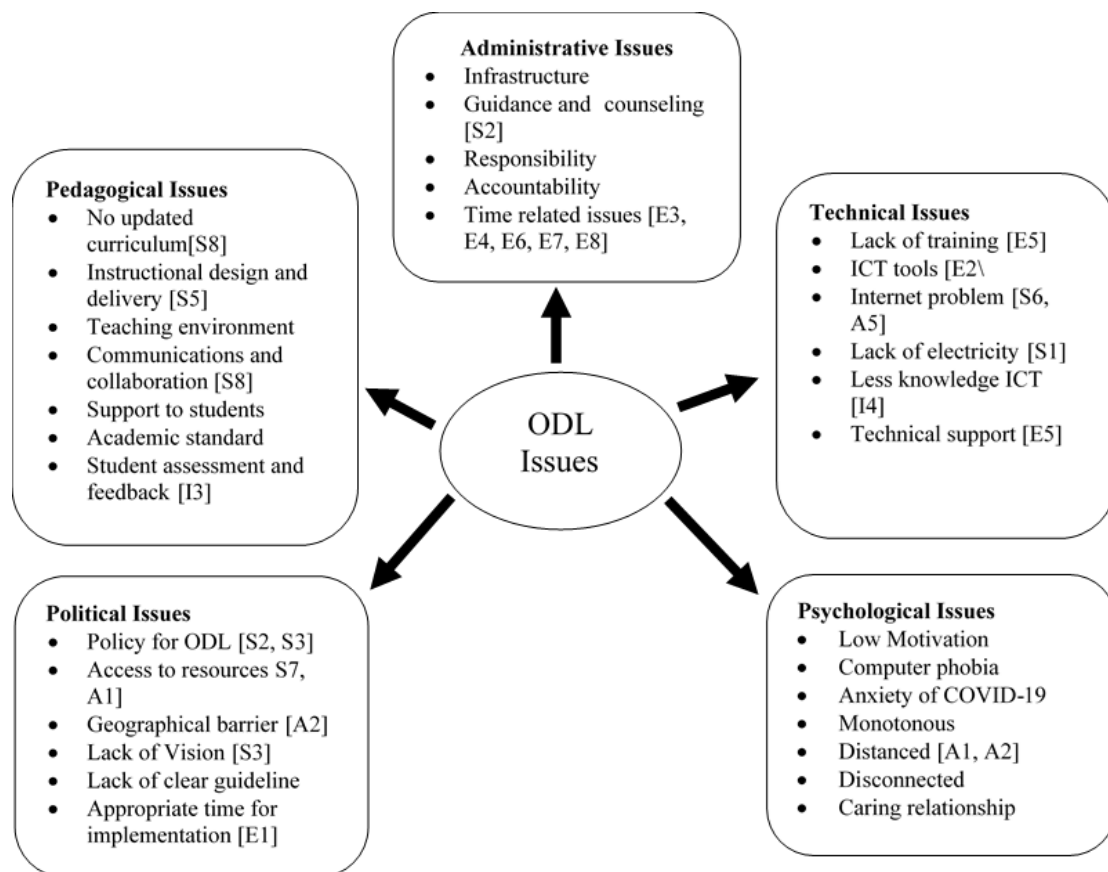 Administrative Issues
• Infrastructure
• Guidance and counseling
[S2]
• Responsibility
• Accountability
• Time related issues [E3,
E4, E6, E7, E8]
Pedagogical Issues
• No updated
curriculum[S8]
• Instructional design and
delivery [S5]
• Teaching environment
• Communications and
collaboration [S8]
• Support to students
• Academic standard
• Student assessment and
feedback [I3]
Technical Issues
• Lack of training [E5]
• ICT tools [E2\
• Internet problem [S6,
A5]
• Lack of electricity [S1]
• Less knowledge ICT
[I4]
• Technical support [E5]
ODL
Issues
Political Issues
• Policy for ODL [S2, S3]
• Access to resources S7,
A1]
• Geographical barrier [A2]
• Lack of Vision [S3]
• Lack of clear guideline
• Appropriate time for
implementation [E1]
Psychological Issues
• Low Motivation
• Computer phobia
• Anxiety of COVID-19
• Monotonous
• Distanced [A1, A2]
• Disconnected
• Caring relationship